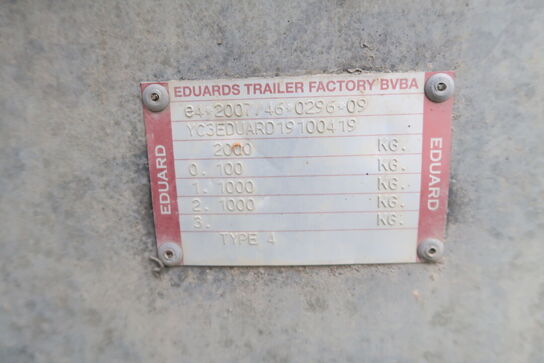 EDUARDS TRAILER FACTORY BVBA
e4*2007/46*0296*09
YC3EDUARD19100419
2000 KG.
0. 100 KG.
1. 1000 KG.
2. 1000 KG.
3. KG.
TYPE 4
EDUARD
EDUARD